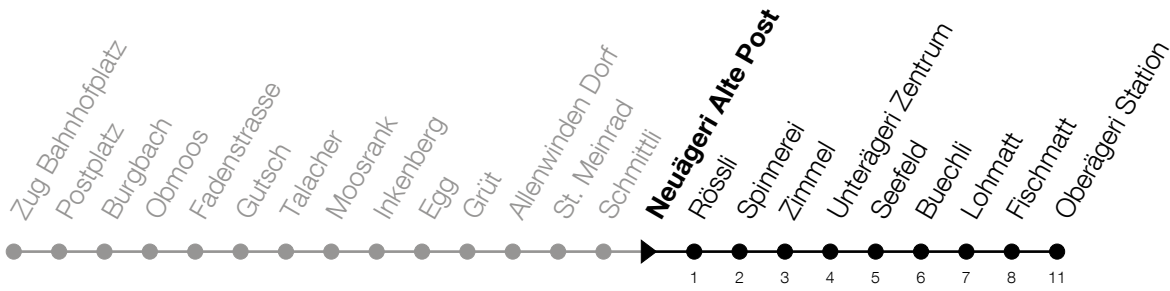 Zug Bahnhofplatz
Postplatz
Burgbach
Obmoos
Fadenstrasse
Gutsch
Talacher
Moosrank
Inkenberg
Egg
Grüt
Allenwinden Dorf
St. Meinrad
Schmittli
Neuägeri Alte Post
Rössli
Spinnerei
Zimmel
Unterägeri Zentrum
Seefeld
Buechli
Lohmatt
Fischmatt
Oberägeri Station
1 2 3 4 5 6 7 8 11